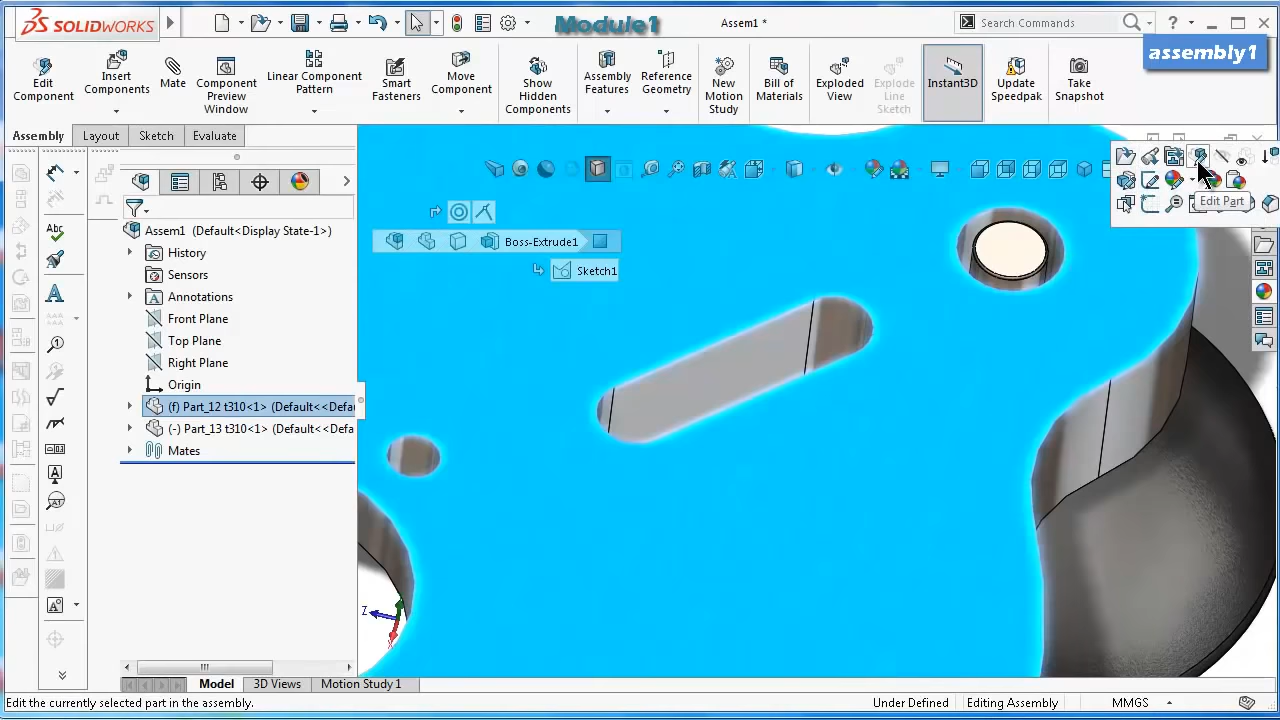 SOLIDWORKS
Module1
Assem1 *
Search Commands
?
assembly1
Edit Component
Insert Components
Mate
Component Preview Window
Linear Component Pattern
Smart Fasteners
Move Component
Show Hidden Components
Assembly Features
Reference Geometry
New Motion Study
Bill of Materials
Exploded View
Explode Line Sketch
Instant3D
Update Speedpak
Take Snapshot
Assembly
Layout
Sketch
Evaluate
Assem1 (Default<Display State-1>)
History
Sensors
Annotations
Front Plane
Top Plane
Right Plane
Origin
(f) Part_12 t310<1> (Default<<Defa
(-) Part_13 t310<1> (Default<<Defa
Mates
Boss-Extrude1
Sketch1
Edit Part
Z
Model
3D Views
Motion Study 1
Edit the currently selected part in the assembly.
Under Defined
Editing Assembly
MMGS